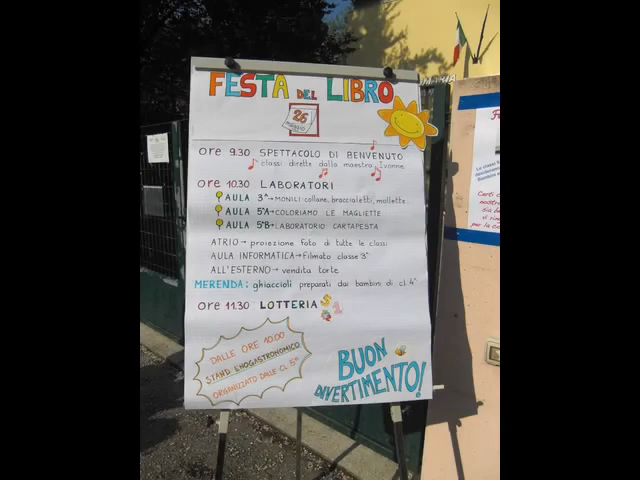 FESTA DEL LIBRO
26
MAGGIO
ore 9.30 SPETTACOLO DI BENVENUTO
classi dirette dalla maestra Ivonne
ore 10.30 LABORATORI
AULA 3^→MONILI: collane, braccialetti, mollette
AULA 5^A→COLORIAMO LE MAGLIETTE
AULA 5^B→LABORATORIO CARTAPESTA
ATRIO→ proiezione foto di tutte le classi
AULA INFORMATICA→Filmato classe 3^
ALL'ESTERNO→ vendita torte
MERENDA: ghiaccioli preparati dai bambini di cl. 4^
ore 11.30 LOTTERIA
DALLE ORE 10.00
STAND ENOGASTRONOMICO
ORGANIZZATO DALLE CL 5^
BUON
DIVERTIMENTO!